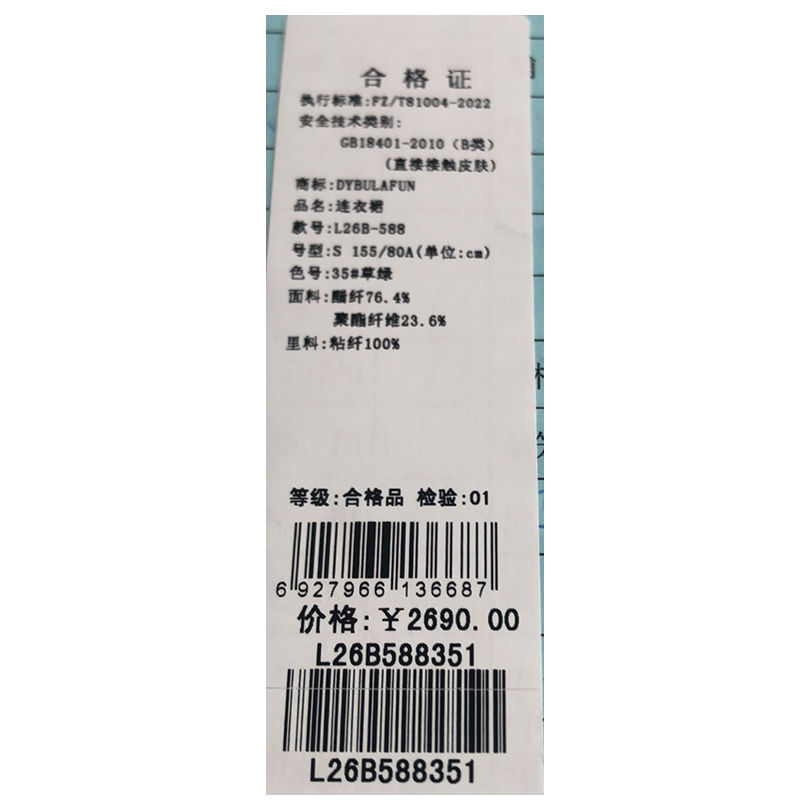 合格证
执行标准:FZ/T81004-2022
安全技术类别:
GB18401-2010（B类）
(直接接触皮肤)
商标:DYBULAFUN
品名:连衣裙
款号:L26B-588
号型:S 155/80A(单位:cm)
色号:35#草绿
面料:醋纤76.4%
聚酯纤维23.6%
里料:粘纤100%
等级:合格品 检验:01
6 927966 136687
价格:￥2690.00
L26B588351
L26B588351